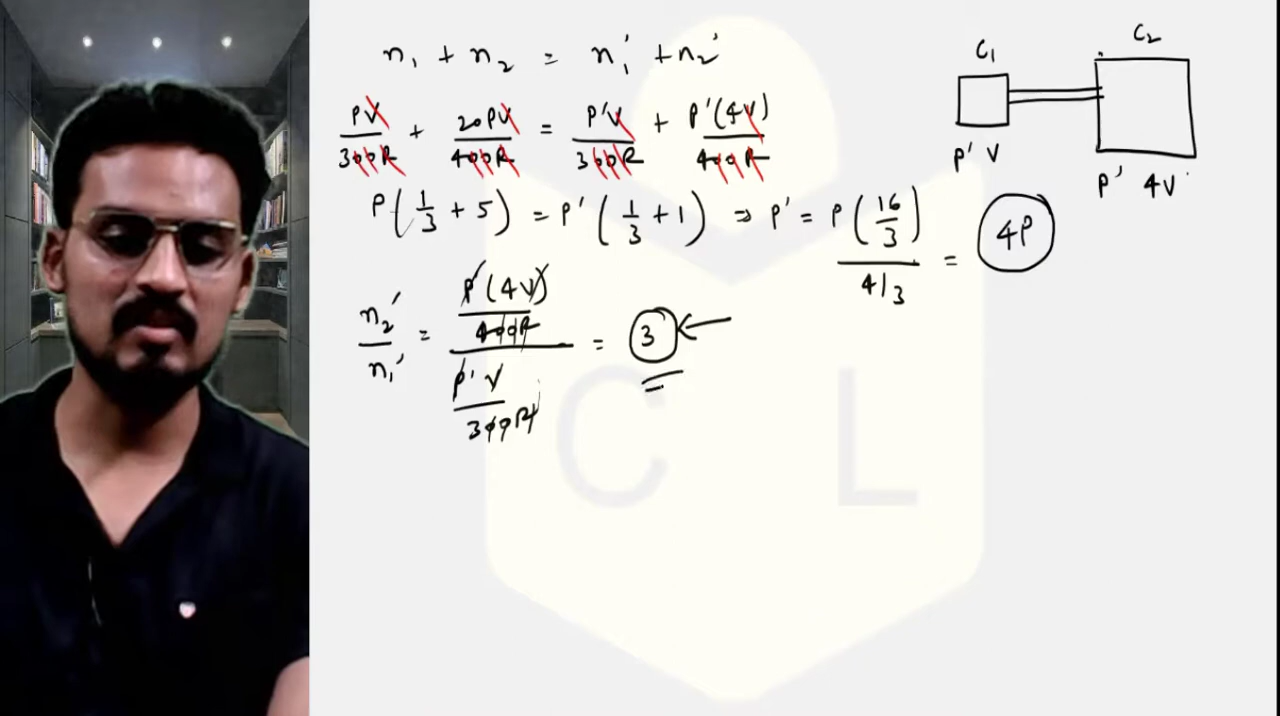 n₁ + n₂ = n₁' + n₂'
C₁
C₂
PV/300R + 20PV/400R = P'V/300R + P'(4V)/400R
P' V
P' 4V
P(1/3 + 5) = P'(1/3 + 1) ⇒ P' = P(16/3)/4/3 = 4P
n₂'/n₁' = P'(4V)/400R / P'V/300R = 3 ←
C L